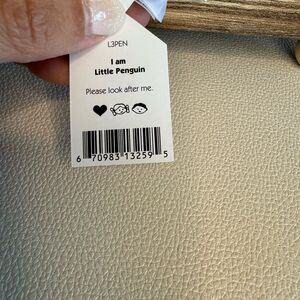 L3PEN
I am
Little Penguin
Please look after me.
6 70983 13259 5